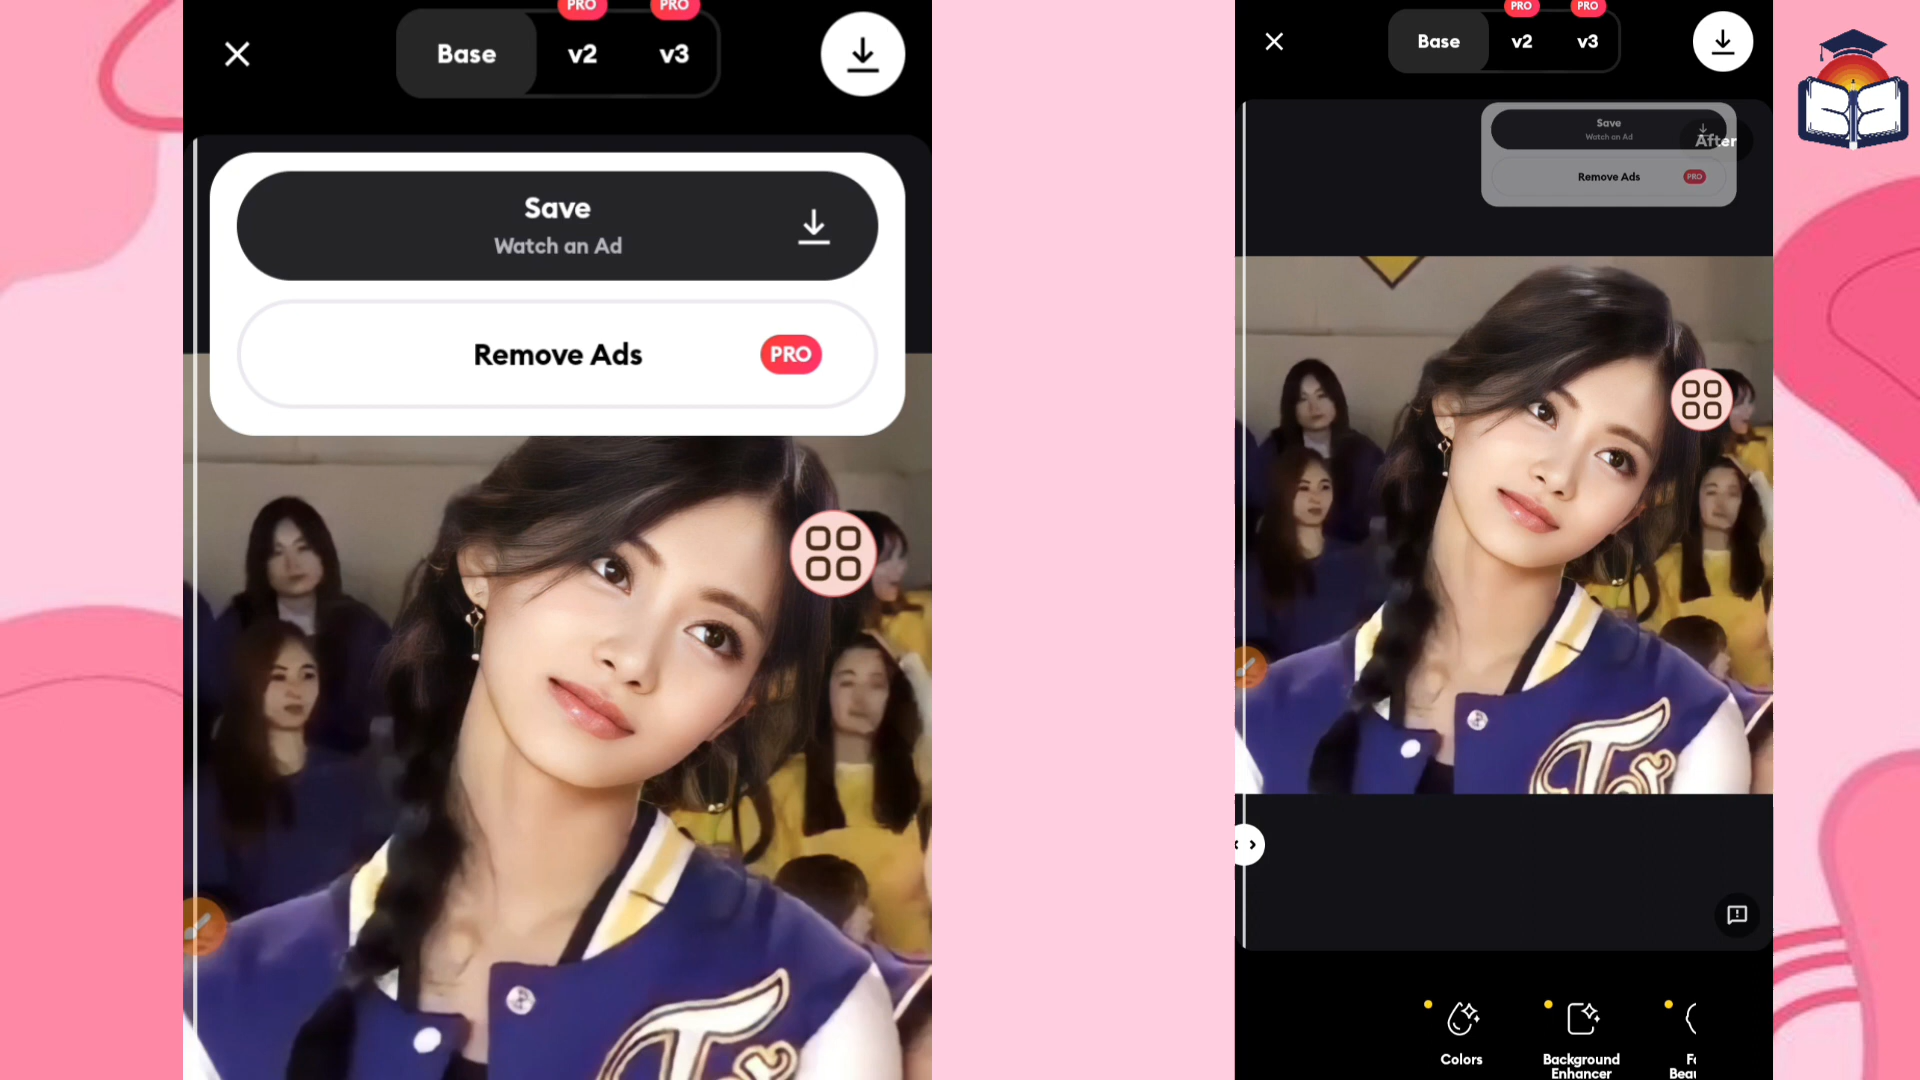 PRO
PRO
Base
v2
v3
Save
Watch an Ad
Remove Ads
PRO
PRO
PRO
Base
v2
v3
Save
Watch an Ad
After
Remove Ads
PRO
Colors
Background
Enhancer